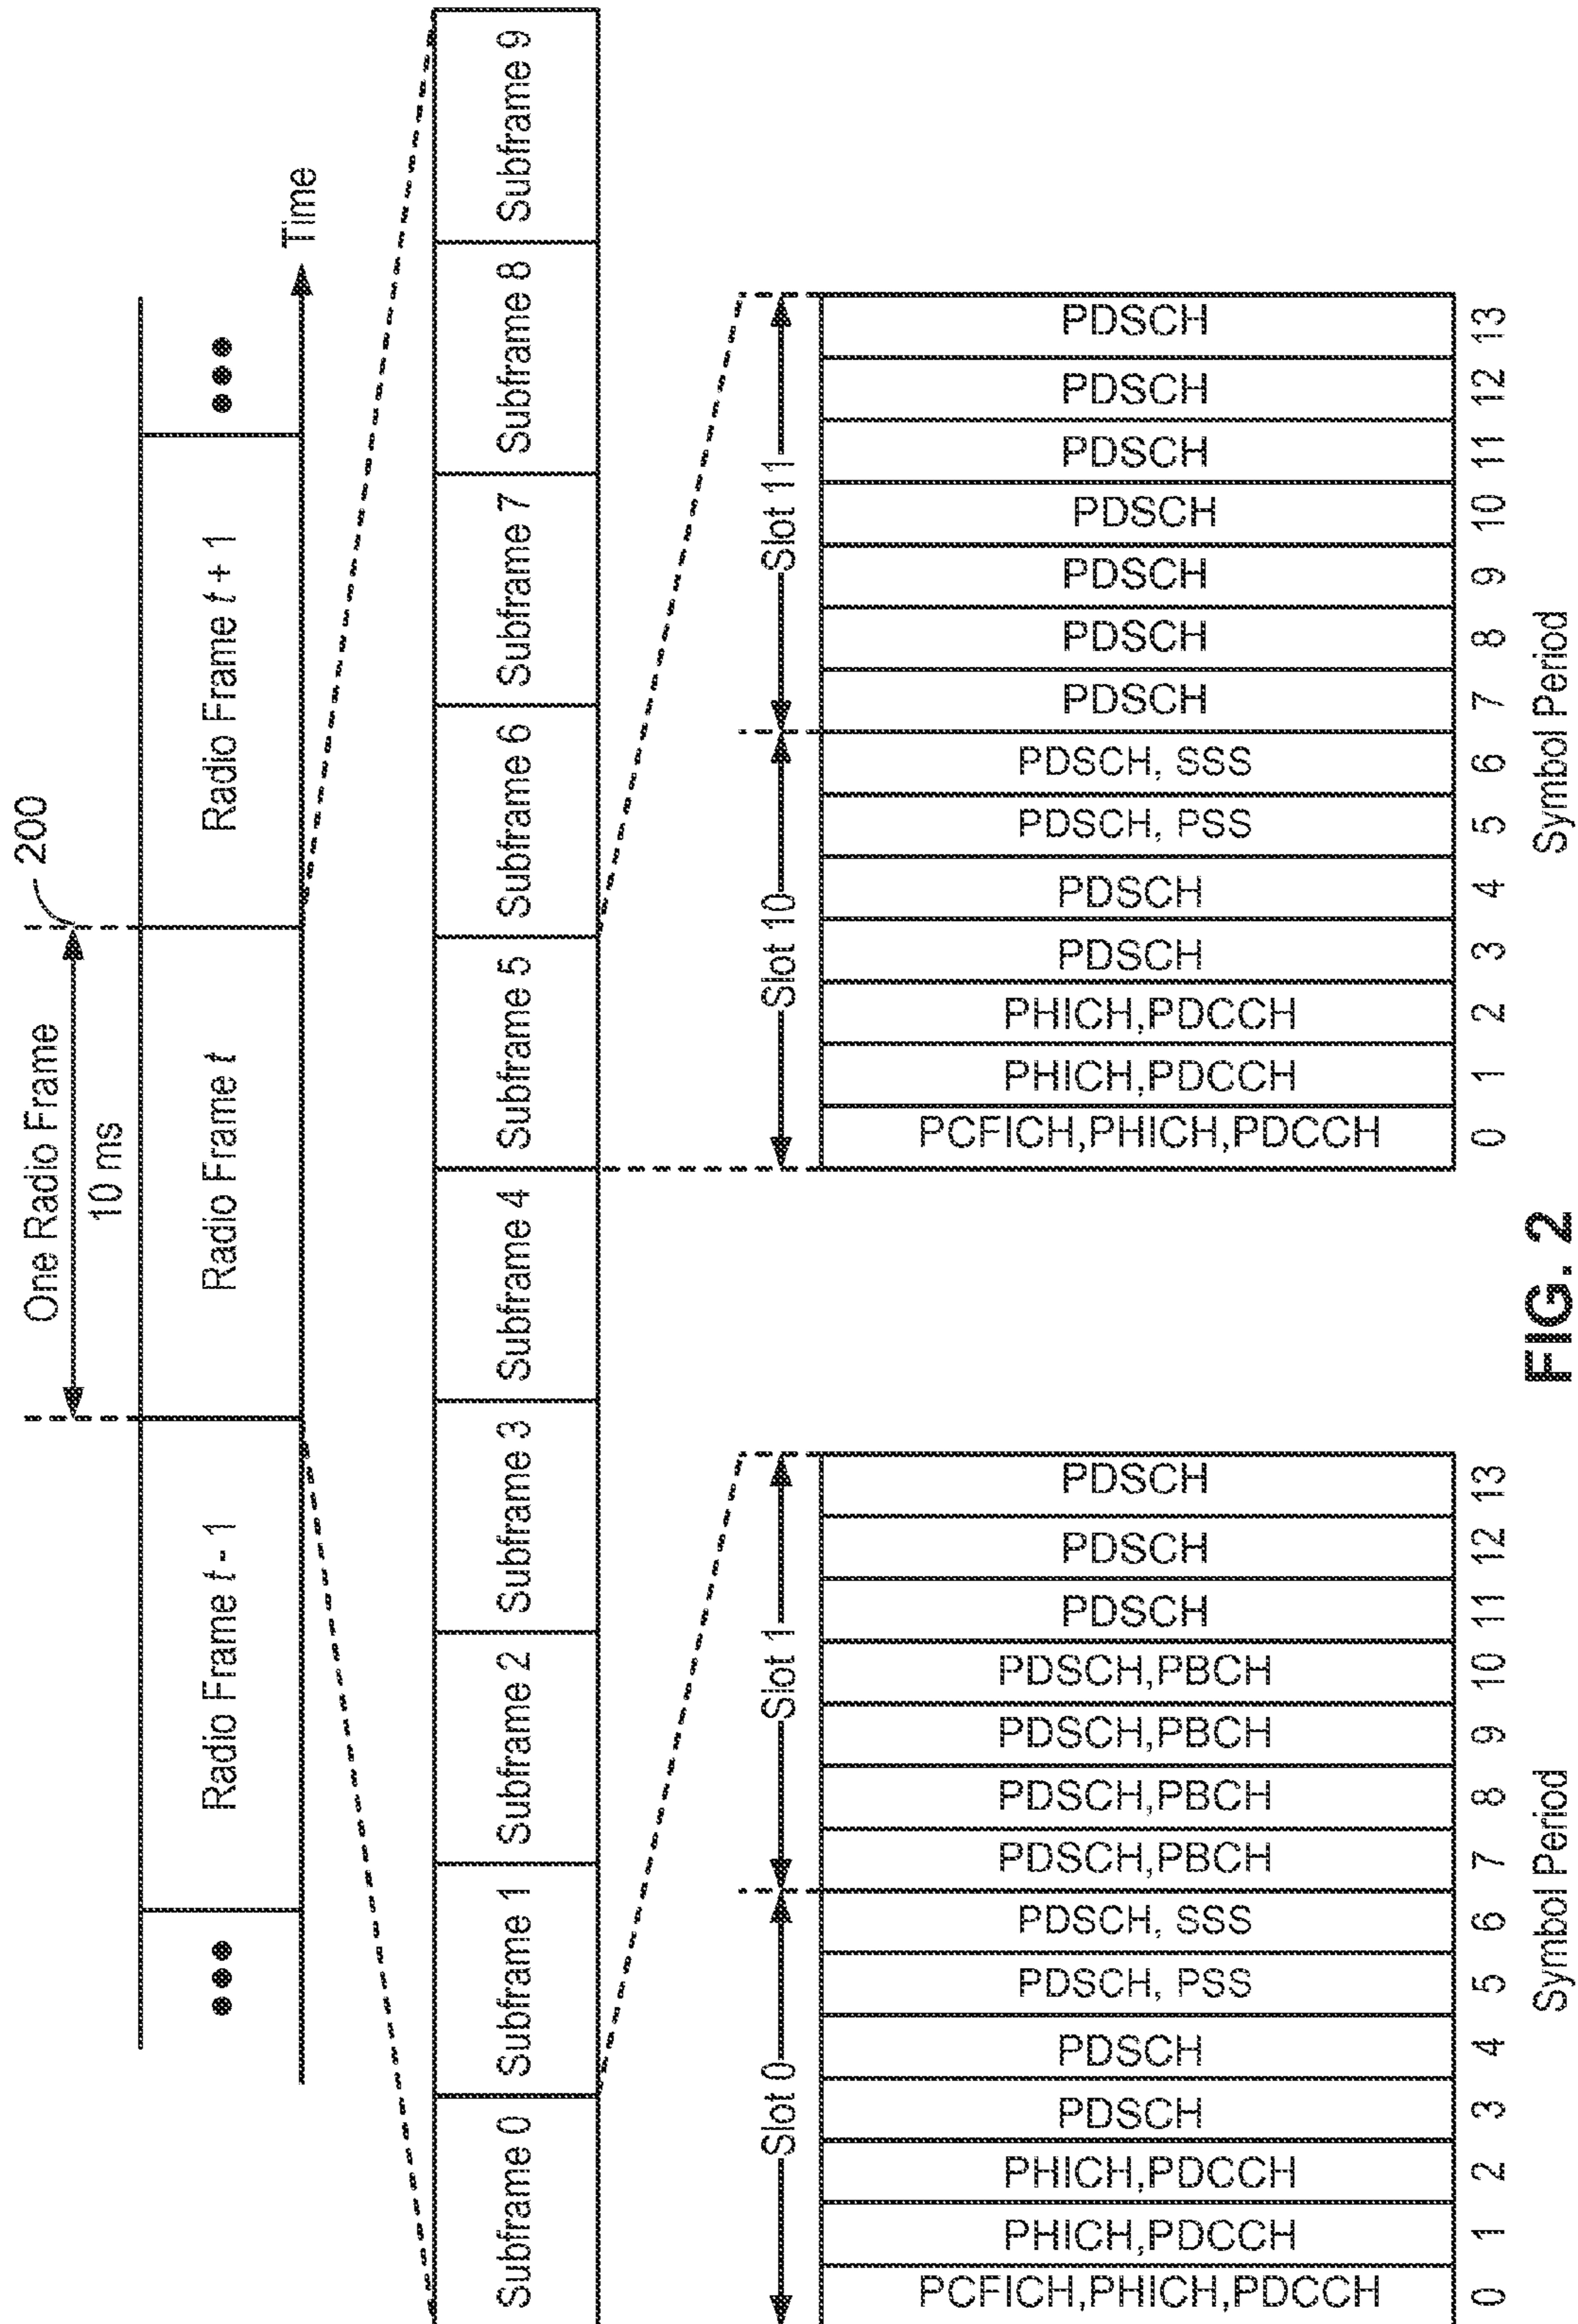 One Radio Frame
200
10 ms
••• Radio Frame t - 1 Radio Frame t Radio Frame t + 1 •••
Time
Subframe 0 Subframe 1 Subframe 2 Subframe 3 Subframe 4 Subframe 5 Subframe 6 Subframe 7 Subframe 8 Subframe 9
Slot 0 Slot 1
PCFICH,PHICH,PDCCH
PHICH,PDCCH
PHICH,PDCCH
PDSCH
PDSCH
PDSCH, PSS
PDSCH, SSS
PDSCH,PBCH
PDSCH,PBCH
PDSCH,PBCH
PDSCH,PBCH
PDSCH
PDSCH
PDSCH
0 1 2 3 4 5 6 7 8 9 10 11 12 13
Symbol Period
Slot 10 Slot 11
PCFICH,PHICH,PDCCH
PHICH,PDCCH
PHICH,PDCCH
PDSCH
PDSCH
PDSCH, PSS
PDSCH, SSS
PDSCH
PDSCH
PDSCH
PDSCH
PDSCH
PDSCH
PDSCH
0 1 2 3 4 5 6 7 8 9 10 11 12 13
Symbol Period
FIG. 2